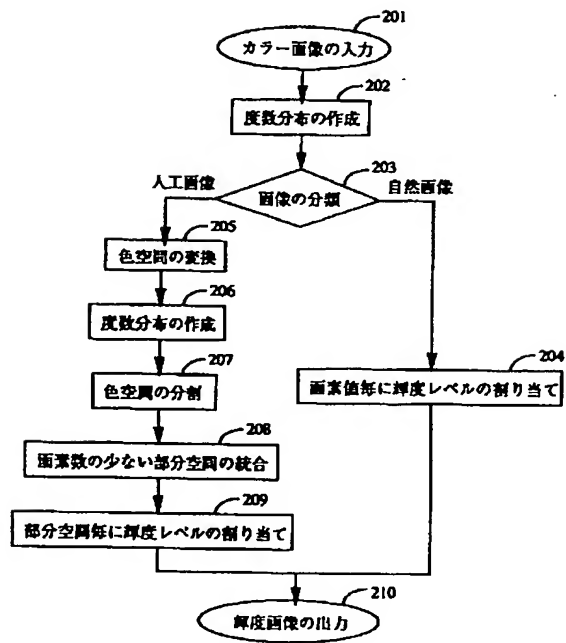 201
カラー画像の入力
202
度数分布の作成
203
画像の分類
人工画像
自然画像
205
色空間の変換
206
度数分布の作成
207
色空間の分割
204
画素値毎に輝度レベルの割り当て
208
画素数の少ない部分空間の統合
209
部分空間毎に輝度レベルの割り当て
210
輝度画像の出力